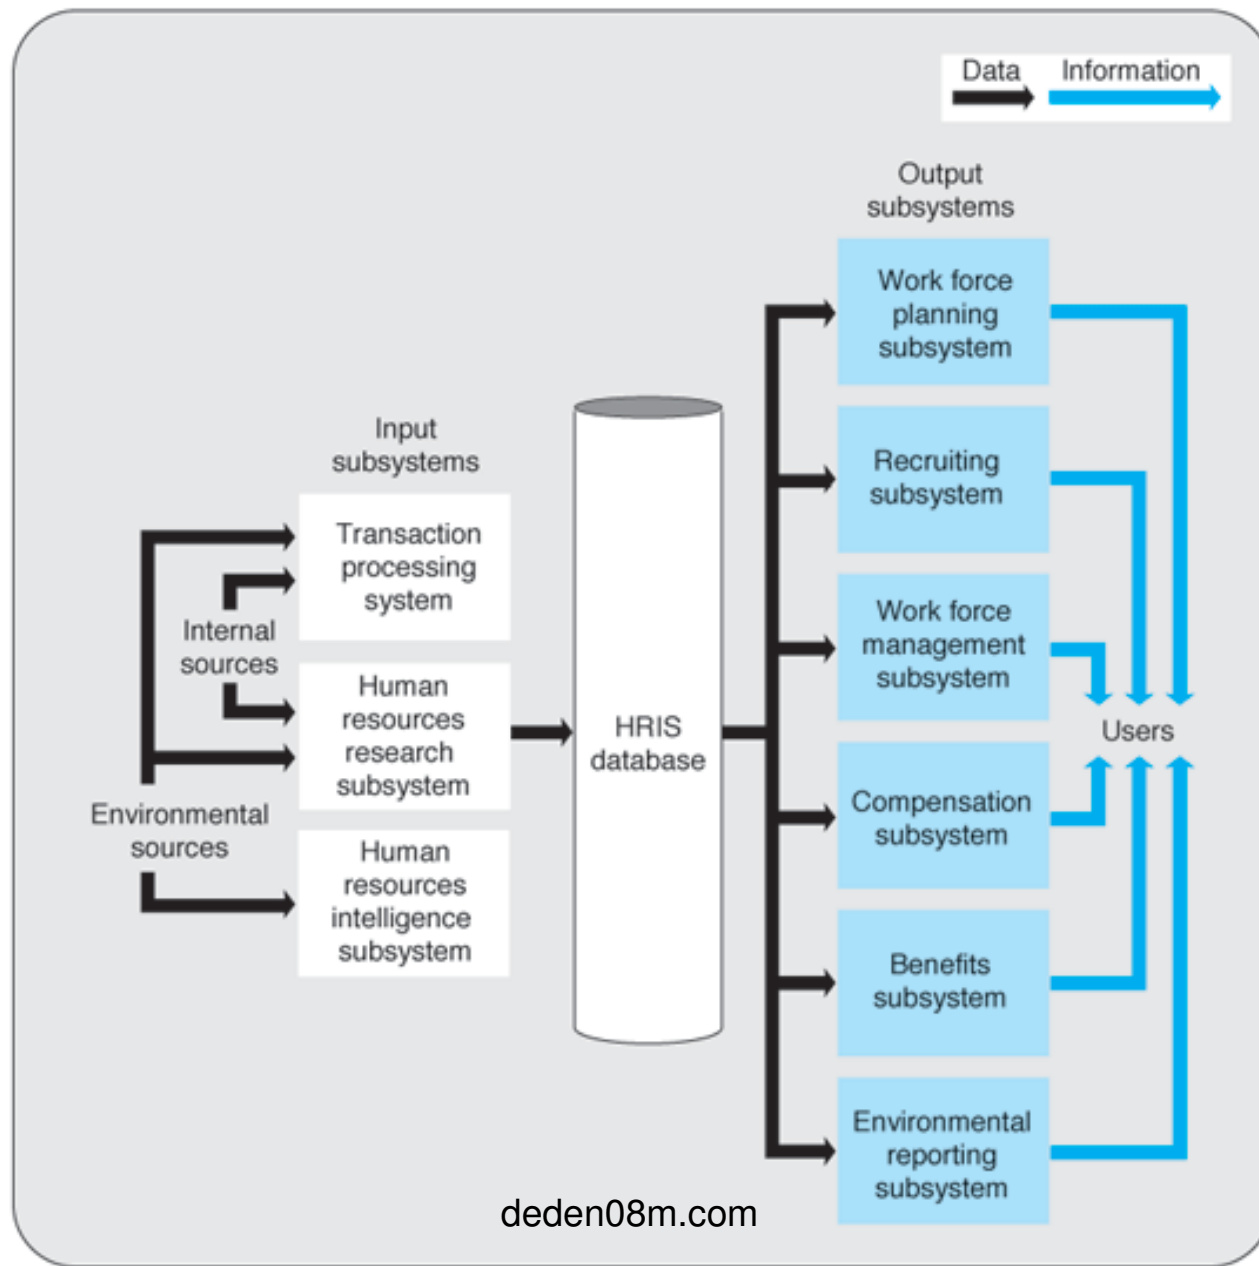 Data Information
Output
subsystems
Work force
planning
subsystem
Recruiting
subsystem
Work force
management
subsystem
Compensation
subsystem
Benefits
subsystem
Environmental
reporting
subsystem
Input
subsystems
Transaction
processing
system
Human
resources
research
subsystem
Human
resources
intelligence
subsystem
Internal
sources
Environmental
sources
HRIS
database
Users
deden08m.com